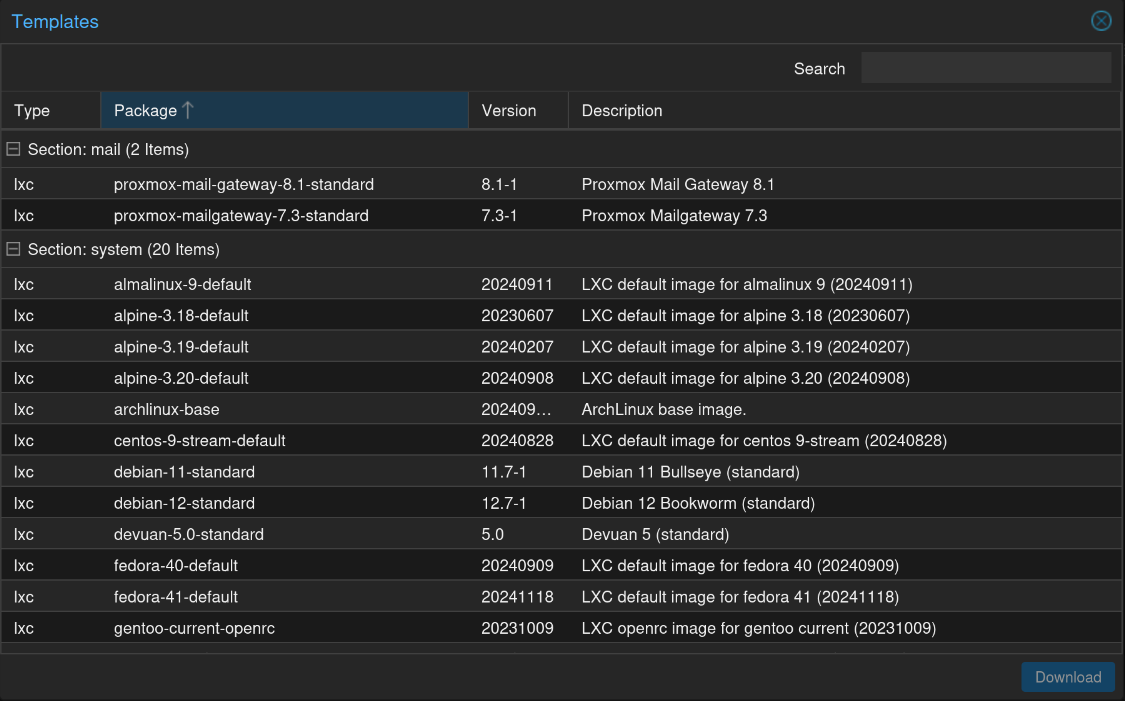 Templates
Search
Type Package Version Description
Section: mail (2 Items)
lxc proxmox-mail-gateway-8.1-standard 8.1-1 Proxmox Mail Gateway 8.1
lxc proxmox-mailgateway-7.3-standard 7.3-1 Proxmox Mailgateway 7.3
Section: system (20 Items)
lxc almalinux-9-default 20240911 LXC default image for almalinux 9 (20240911)
lxc alpine-3.18-default 20230607 LXC default image for alpine 3.18 (20230607)
lxc alpine-3.19-default 20240207 LXC default image for alpine 3.19 (20240207)
lxc alpine-3.20-default 20240908 LXC default image for alpine 3.20 (20240908)
lxc archlinux-base 202409… ArchLinux base image.
lxc centos-9-stream-default 20240828 LXC default image for centos 9-stream (20240828)
lxc debian-11-standard 11.7-1 Debian 11 Bullseye (standard)
lxc debian-12-standard 12.7-1 Debian 12 Bookworm (standard)
lxc devuan-5.0-standard 5.0 Devuan 5 (standard)
lxc fedora-40-default 20240909 LXC default image for fedora 40 (20240909)
lxc fedora-41-default 20241118 LXC default image for fedora 41 (20241118)
lxc gentoo-current-openrc 20231009 LXC openrc image for gentoo current (20231009)
Download